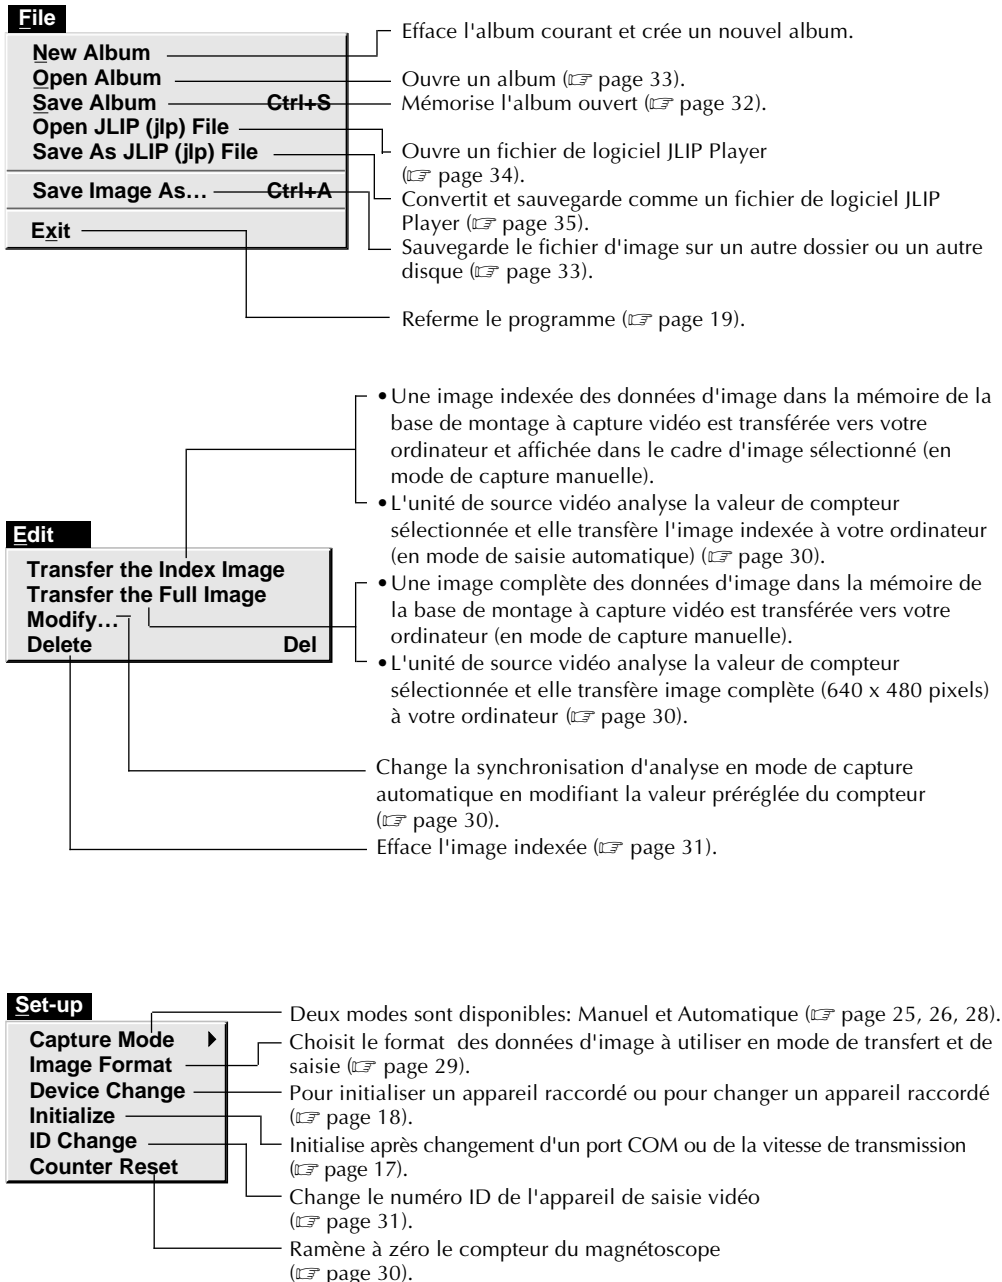 File
New Album
Open Album
Save Album Ctrl+S
Open JLIP (jlp) File
Save As JLIP (jlp) File
Save Image As... Ctrl+A
Exit
Efface l'album courant et crée un nouvel album.
Ouvre un album (☞ page 33).
Mémorise l'album ouvert (☞ page 32).
Ouvre un fichier de logiciel JLIP Player
(☞ page 34).
Convertit et sauvegarde comme un fichier de logiciel JLIP
Player (☞ page 35).
Sauvegarde le fichier d'image sur un autre dossier ou un autre
disque (☞ page 33).
Referme le programme (☞ page 19).
Edit
Transfer the Index Image
Transfer the Full Image
Modify...
Delete Del
•Une image indexée des données d'image dans la mémoire de la
base de montage à capture vidéo est transférée vers votre
ordinateur et affichée dans le cadre d'image sélectionné (en
mode de capture manuelle).
•L'unité de source vidéo analyse la valeur de compteur
sélectionnée et elle transfère l'image indexée à votre ordinateur
(en mode de saisie automatique) (☞ page 30).
•Une image complète des données d'image dans la mémoire de
la base de montage à capture vidéo est transférée vers votre
ordinateur (en mode de capture manuelle).
•L'unité de source vidéo analyse la valeur de compteur
sélectionnée et elle transfère image complète (640 x 480 pixels)
à votre ordinateur (☞ page 30).
Change la synchronisation d'analyse en mode de capture
automatique en modifiant la valeur préréglée du compteur
(☞ page 30).
Efface l'image indexée (☞ page 31).
Set-up
Capture Mode
Image Format
Device Change
Initialize
ID Change
Counter Reset
Deux modes sont disponibles: Manuel et Automatique (☞ page 25, 26, 28).
Choisit le format des données d'image à utiliser en mode de transfert et de
saisie (☞ page 29).
Pour initialiser un appareil raccordé ou pour changer un appareil raccordé
(☞ page 18).
Initialise après changement d'un port COM ou de la vitesse de transmission
(☞ page 17).
Change le numéro ID de l'appareil de saisie vidéo
(☞ page 31).
Ramène à zéro le compteur du magnétoscope
(☞ page 30).